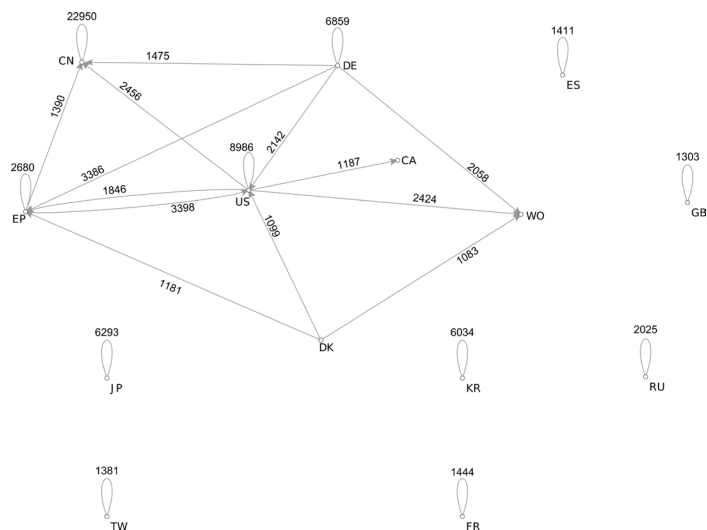 22950
6859
1411
CN
1475
DE
ES
1390
2456
2142
8986
1187
CA
1303
2680
3386
2058
1846
US
2424
GB
EP
3398
WO
1099
1083
1181
6293
DK
6034
2025
JP
KR
RU
1381
1444
TW
FR